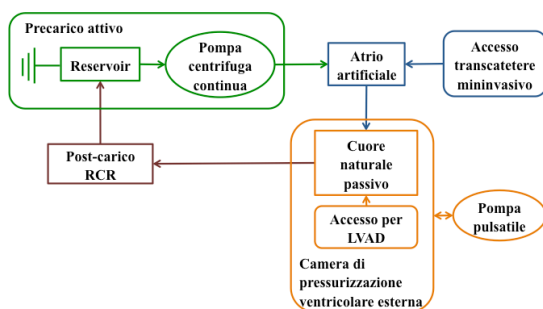 Precarico attivo
Reservoir
Pompa
centrifuga
continua
Atrio
artificiale
Accesso
transcatetere
mininvasivo
Post-carico
RCR
Cuore
naturale
passivo
Accesso per
LVAD
Pompa
pulsatile
Camera di
pressurizzazione
ventricolare esterna